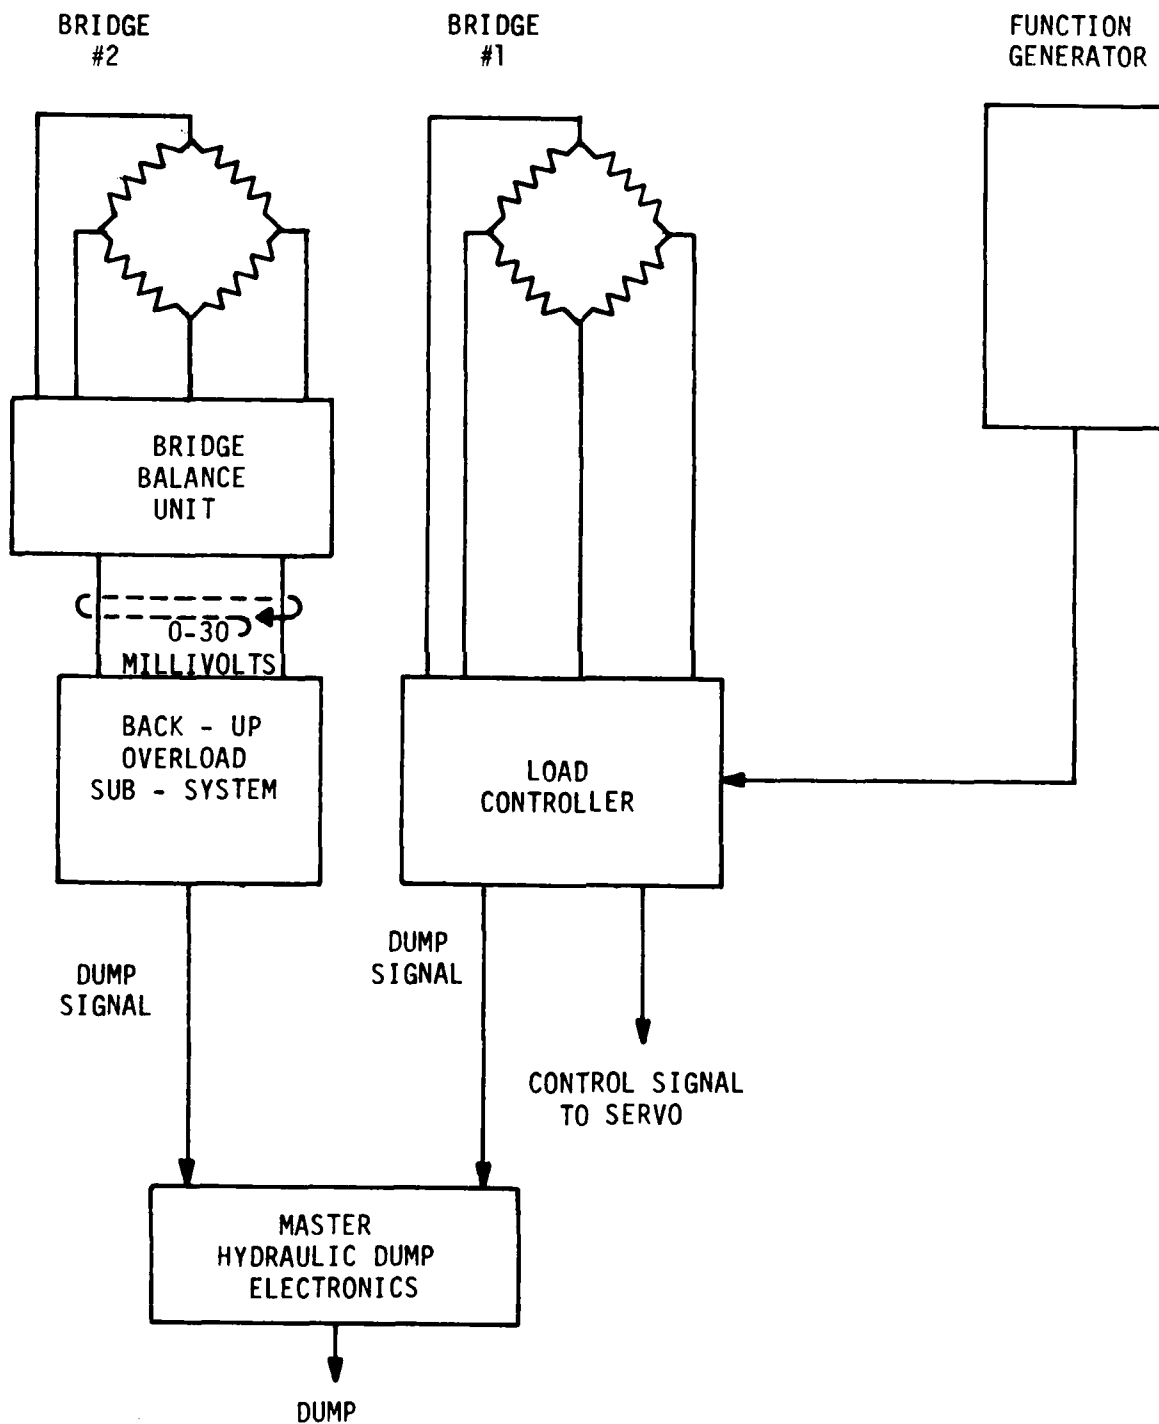 BRIDGE
#2
BRIDGE
#1
FUNCTION
GENERATOR
BRIDGE
BALANCE
UNIT
0-30
MILLIVOLTS
BACK - UP
OVERLOAD
SUB - SYSTEM
LOAD
CONTROLLER
DUMP
SIGNAL
DUMP
SIGNAL
CONTROL SIGNAL
TO SERVO
MASTER
HYDRAULIC DUMP
ELECTRONICS
DUMP